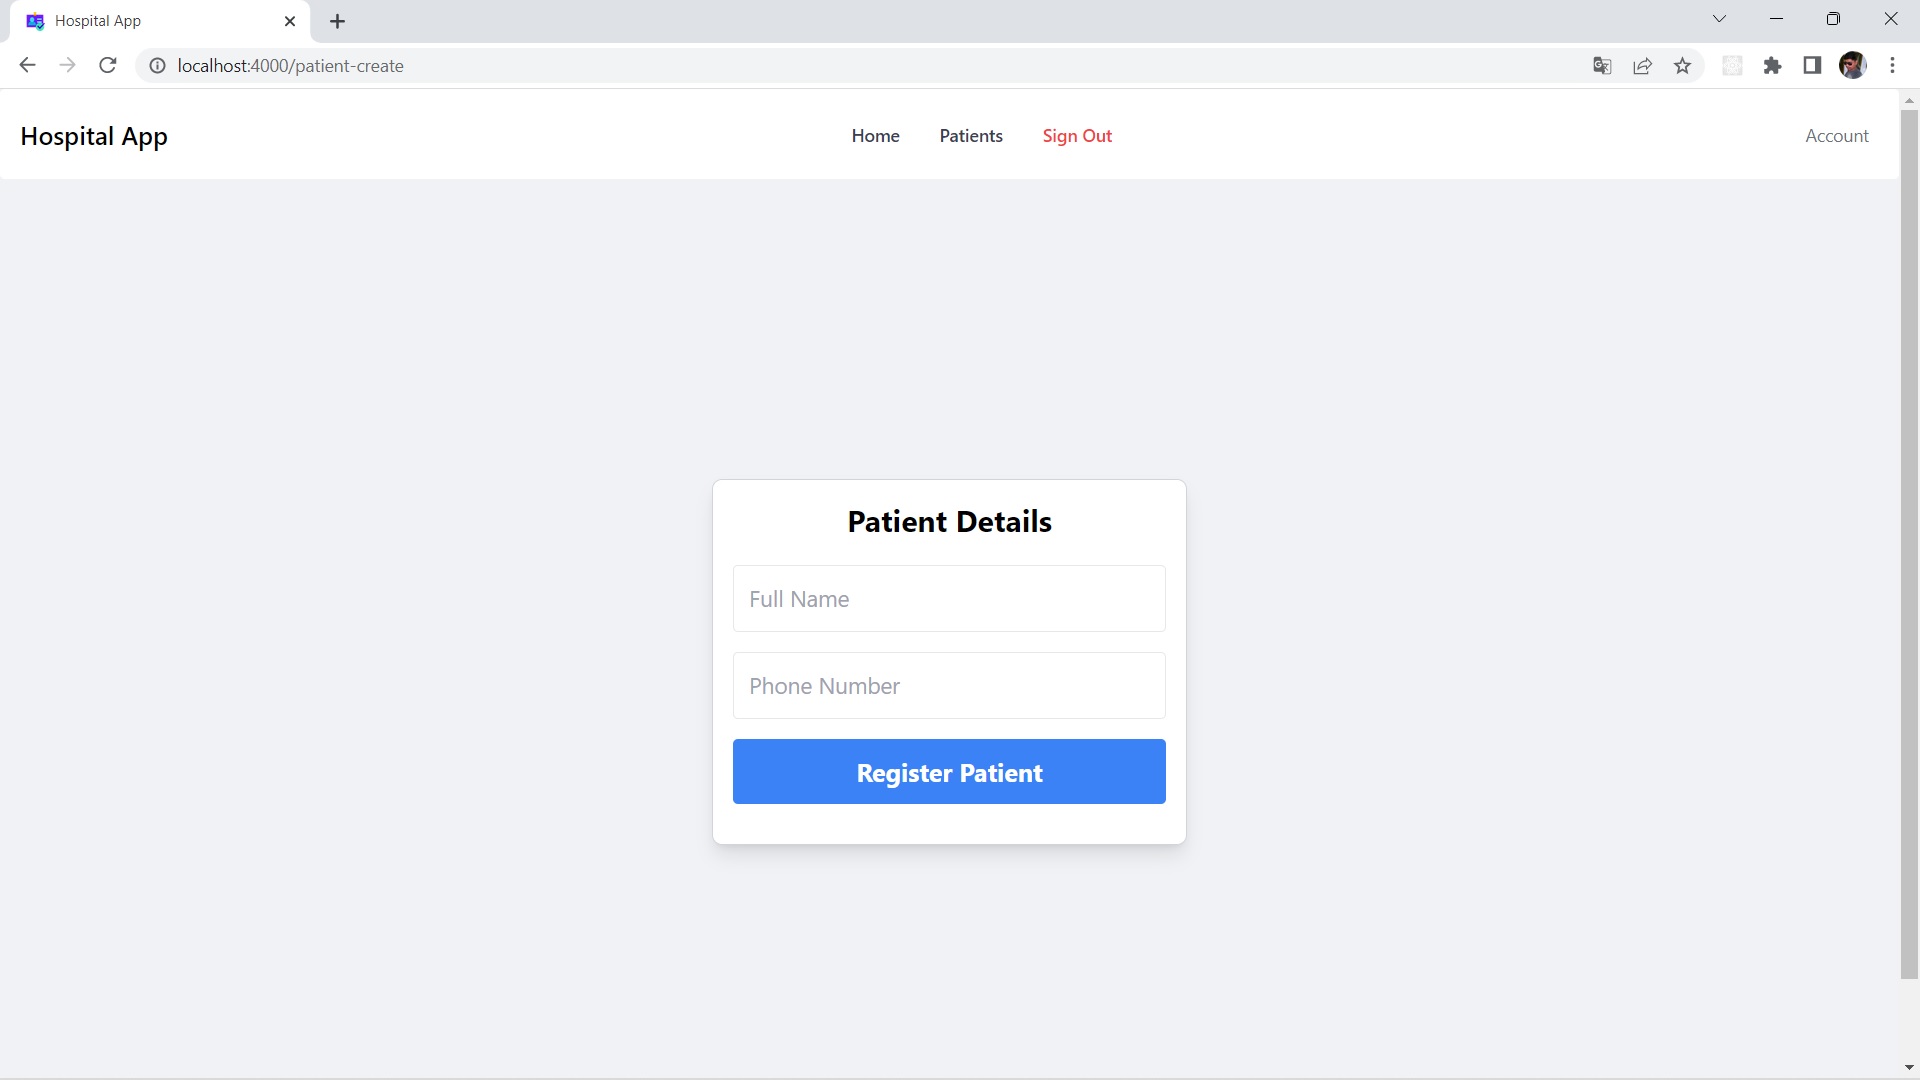 Hospital App
localhost:4000/patient-create
Hospital App
Home Patients Sign Out Account
Patient Details
Full Name
Phone Number
Register Patient